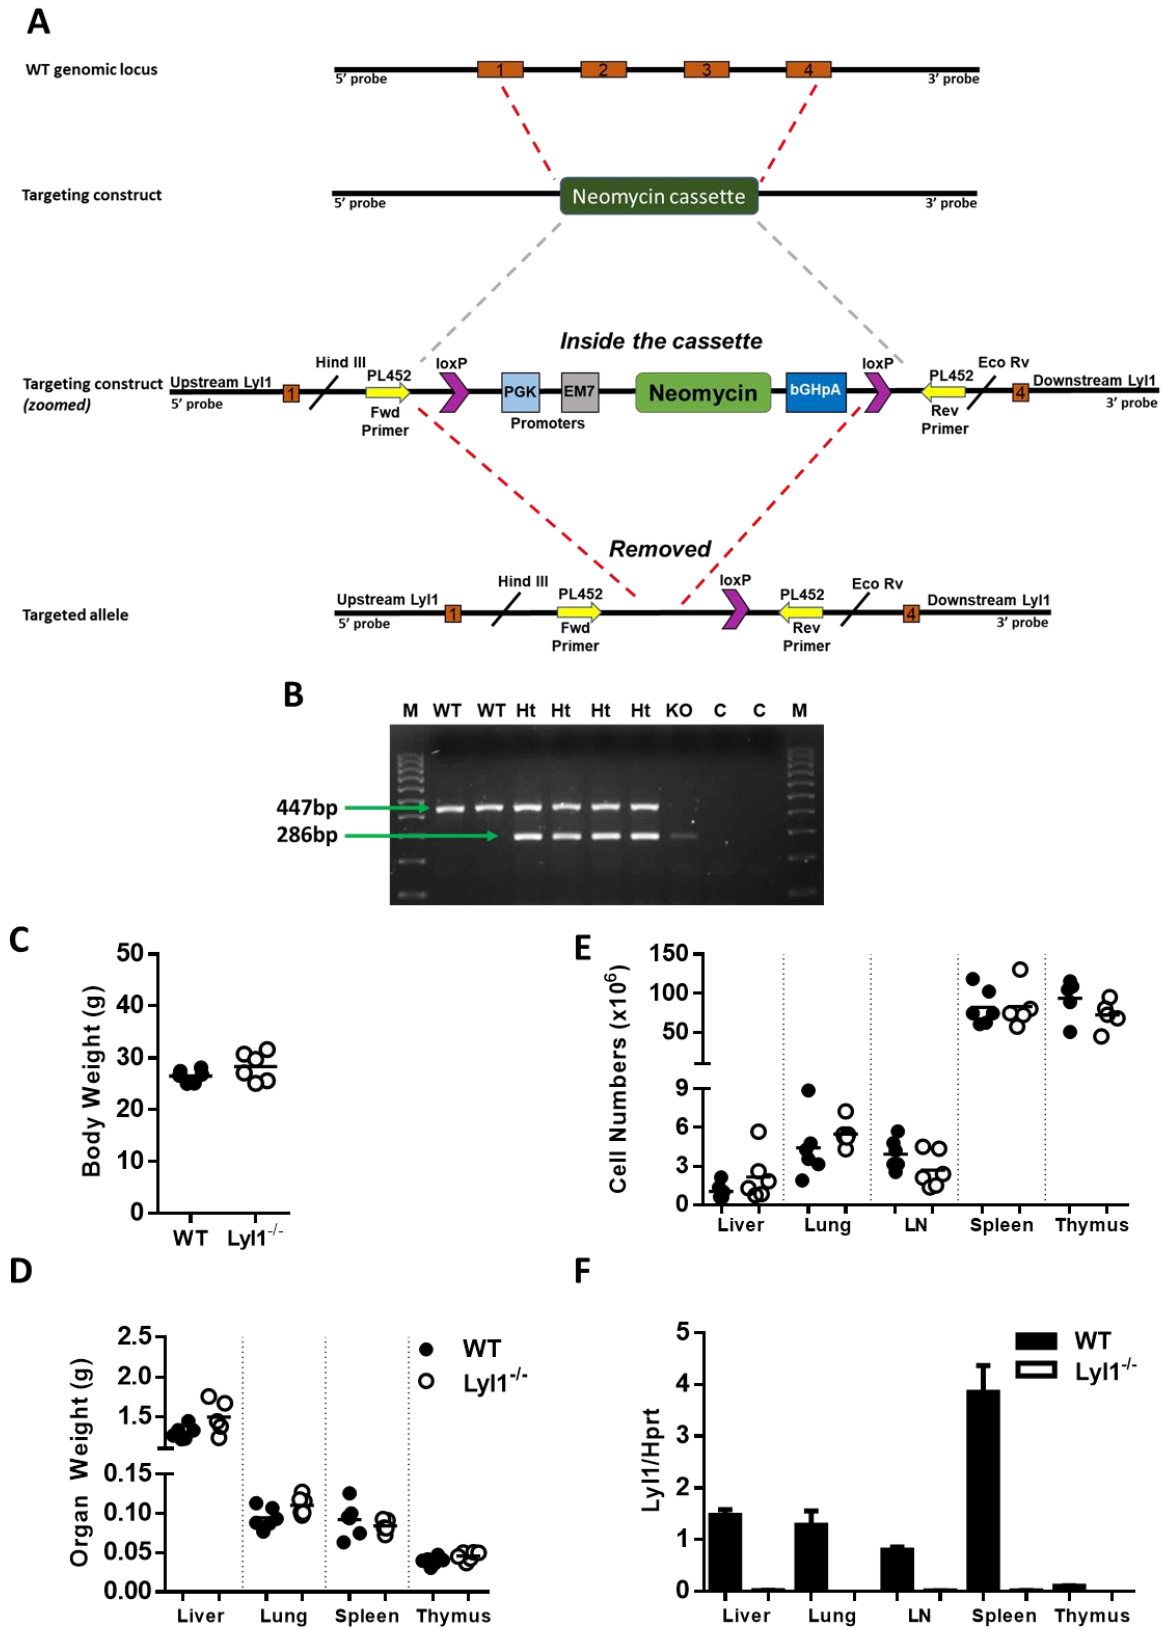 A
WT genomic locus
1 2 3 4
5' probe 3' probe
Targeting construct
Neomycin cassette
5' probe 3' probe
Inside the cassette
Targeting construct
(zoomed)
Upstream Lyl1
5' probe
1
Hind III
PL452
Fwd
Primer
loxP
PGK EM7
Promoters
Neomycin
bGHpA
loxP
PL452
Rev
Primer
Eco Rv
4
Downstream Lyl1
3' probe
Removed
Targeted allele
Upstream Lyl1
5' probe
1
Hind III
PL452
Fwd
Primer
loxP
PL452
Rev
Primer
Eco Rv
4
Downstream Lyl1
3' probe
B
M WT WT Ht Ht Ht Ht KO C C M
447bp
286bp
C
Body Weight (g)
50
40
30
20
10
0
WT Lyl1-/-
E
Cell Numbers (x10⁶)
150
100
50
9
6
3
0
Liver Lung LN Spleen Thymus
D
Organ Weight (g)
2.5
2.0
1.5
0.15
0.10
0.05
0.00
Liver Lung Spleen Thymus
WT
Lyl1-/-
F
Lyl1/Hprt
5
4
3
2
1
0
Liver Lung LN Spleen Thymus
WT
Lyl1-/-